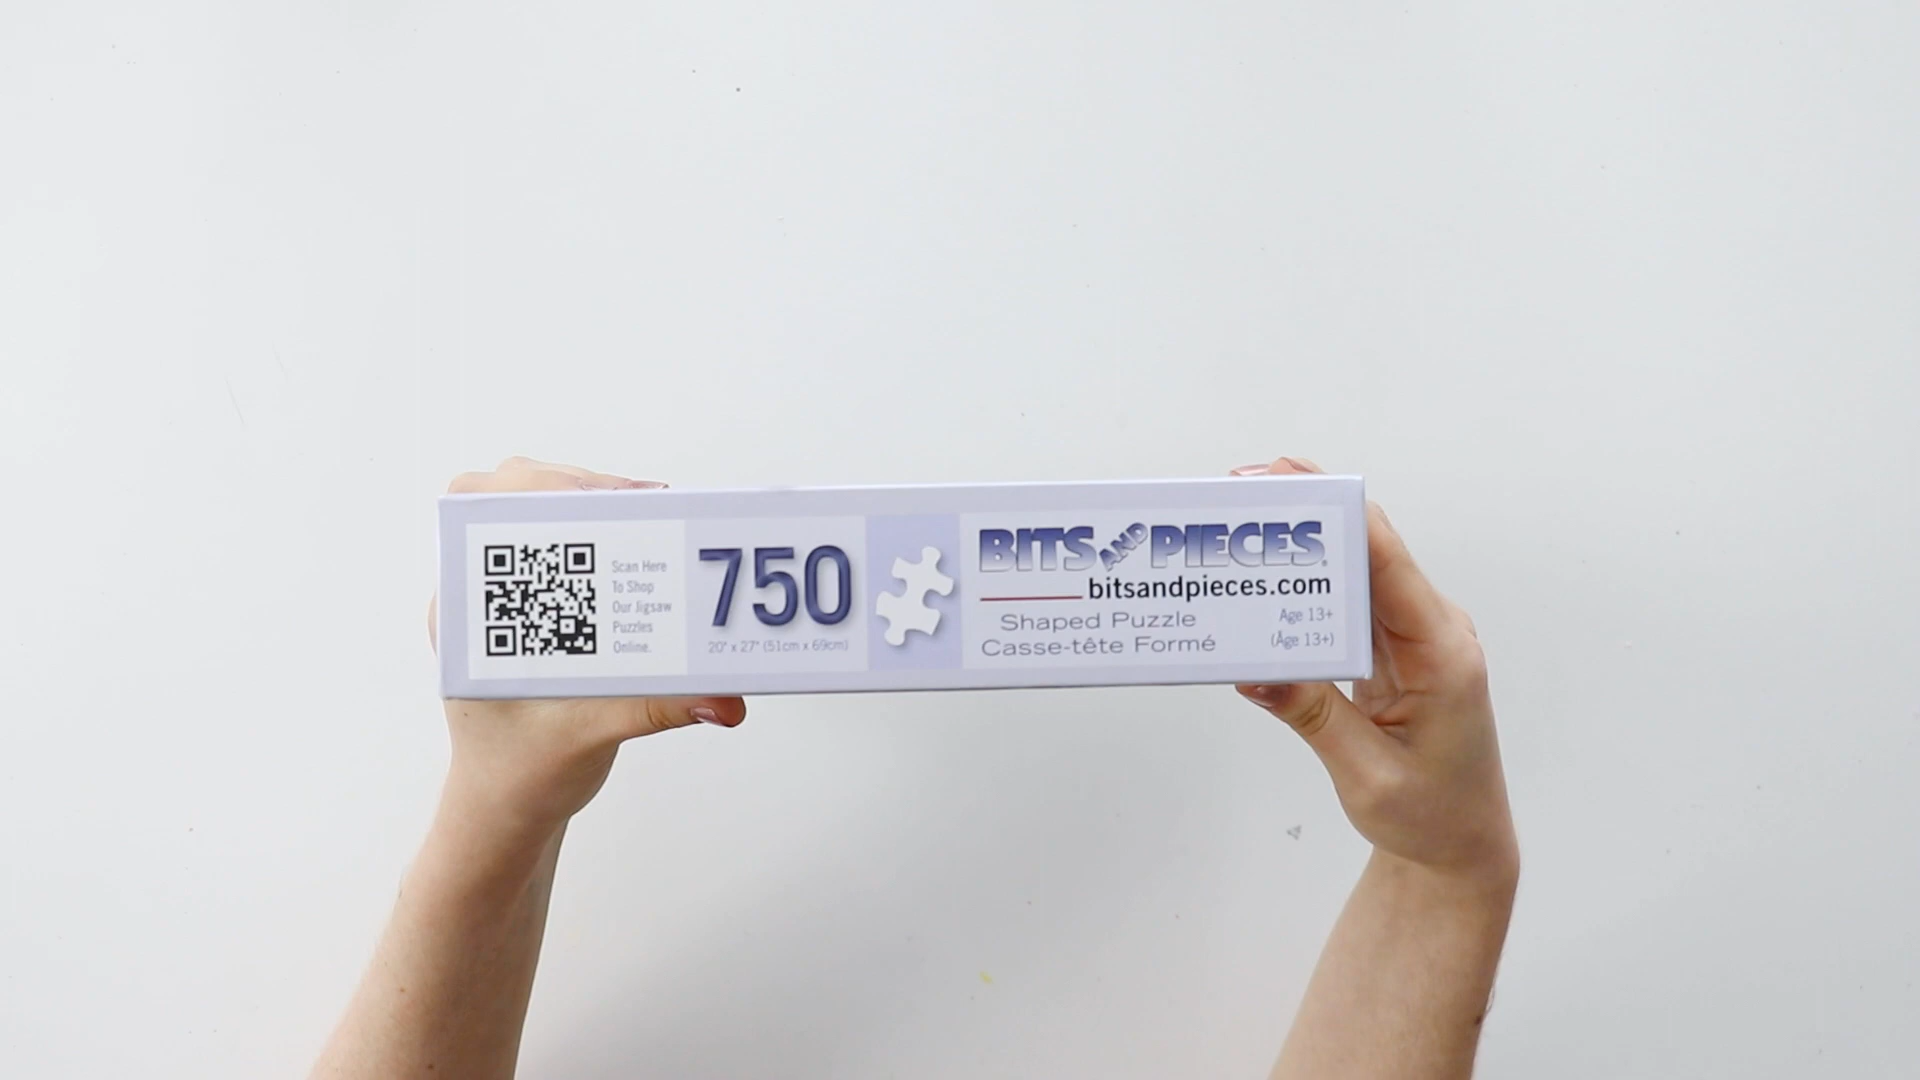 Scan Here
To Shop
Our Jigsaw
Puzzles
Online.
750
20" x 27" (51cm x 69cm)
BITS AND PIECES®
bitsandpieces.com
Shaped Puzzle
Casse-tête Formé
Age 13+
(Âge 13+)